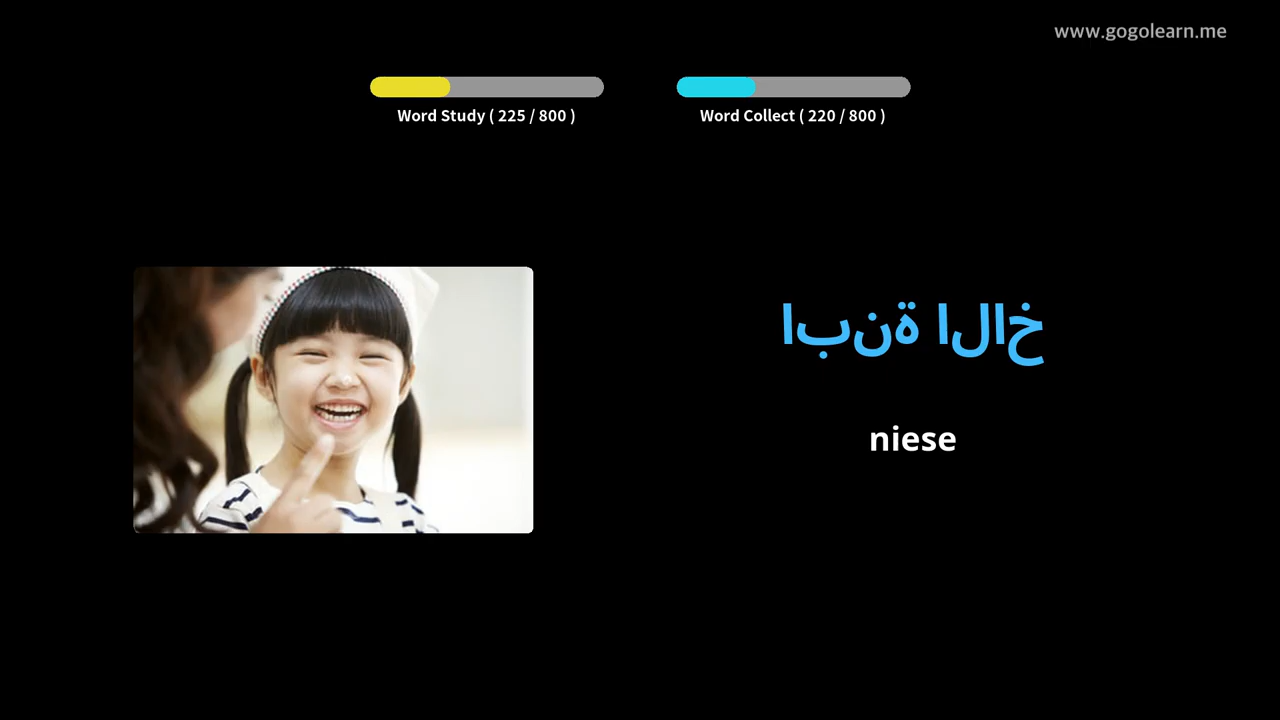 www.gogolearn.me
Word Study ( 225 / 800 )
Word Collect ( 220 / 800 )
ابنة الاخ
niese